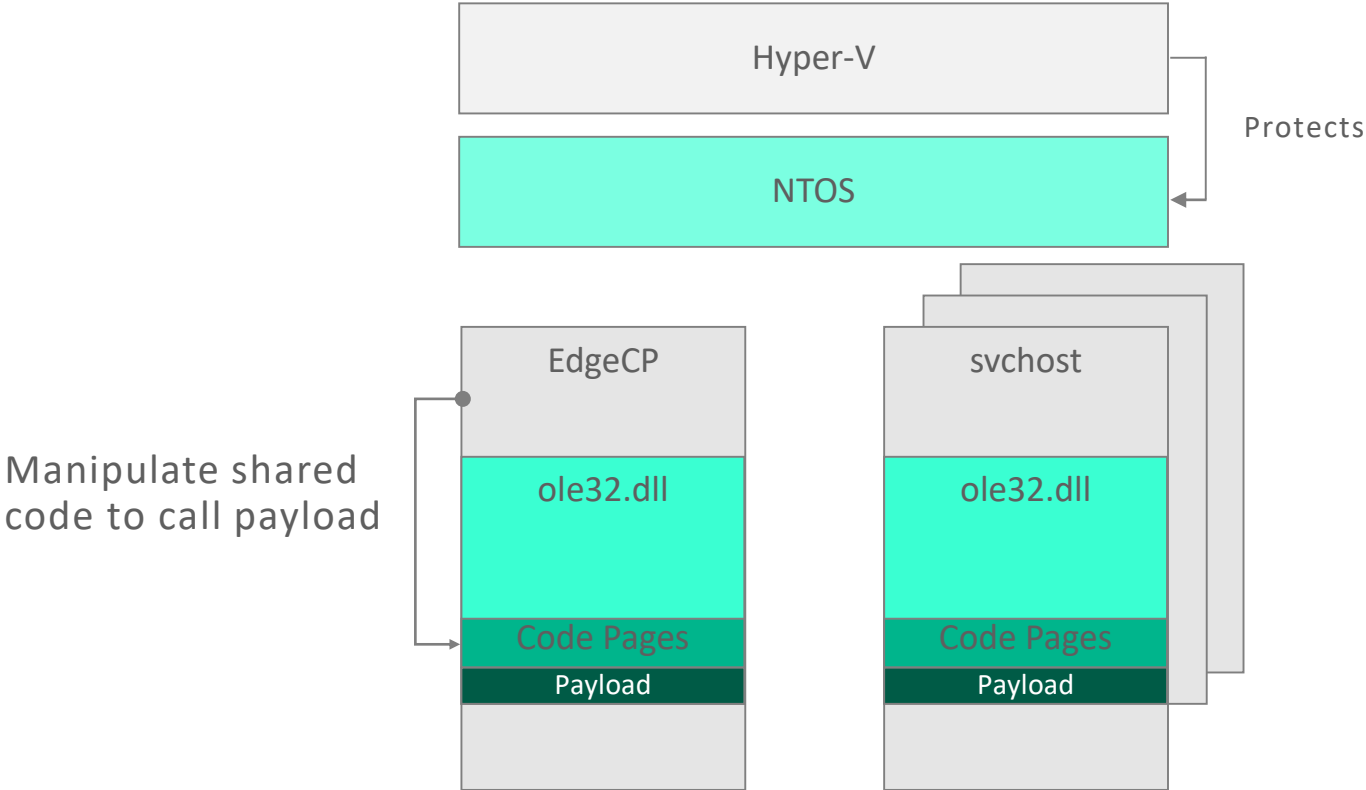 Hyper-V
Protects
NTOS
EdgeCP
svchost
Manipulate shared
code to call payload
ole32.dll
ole32.dll
Code Pages
Code Pages
Payload
Payload